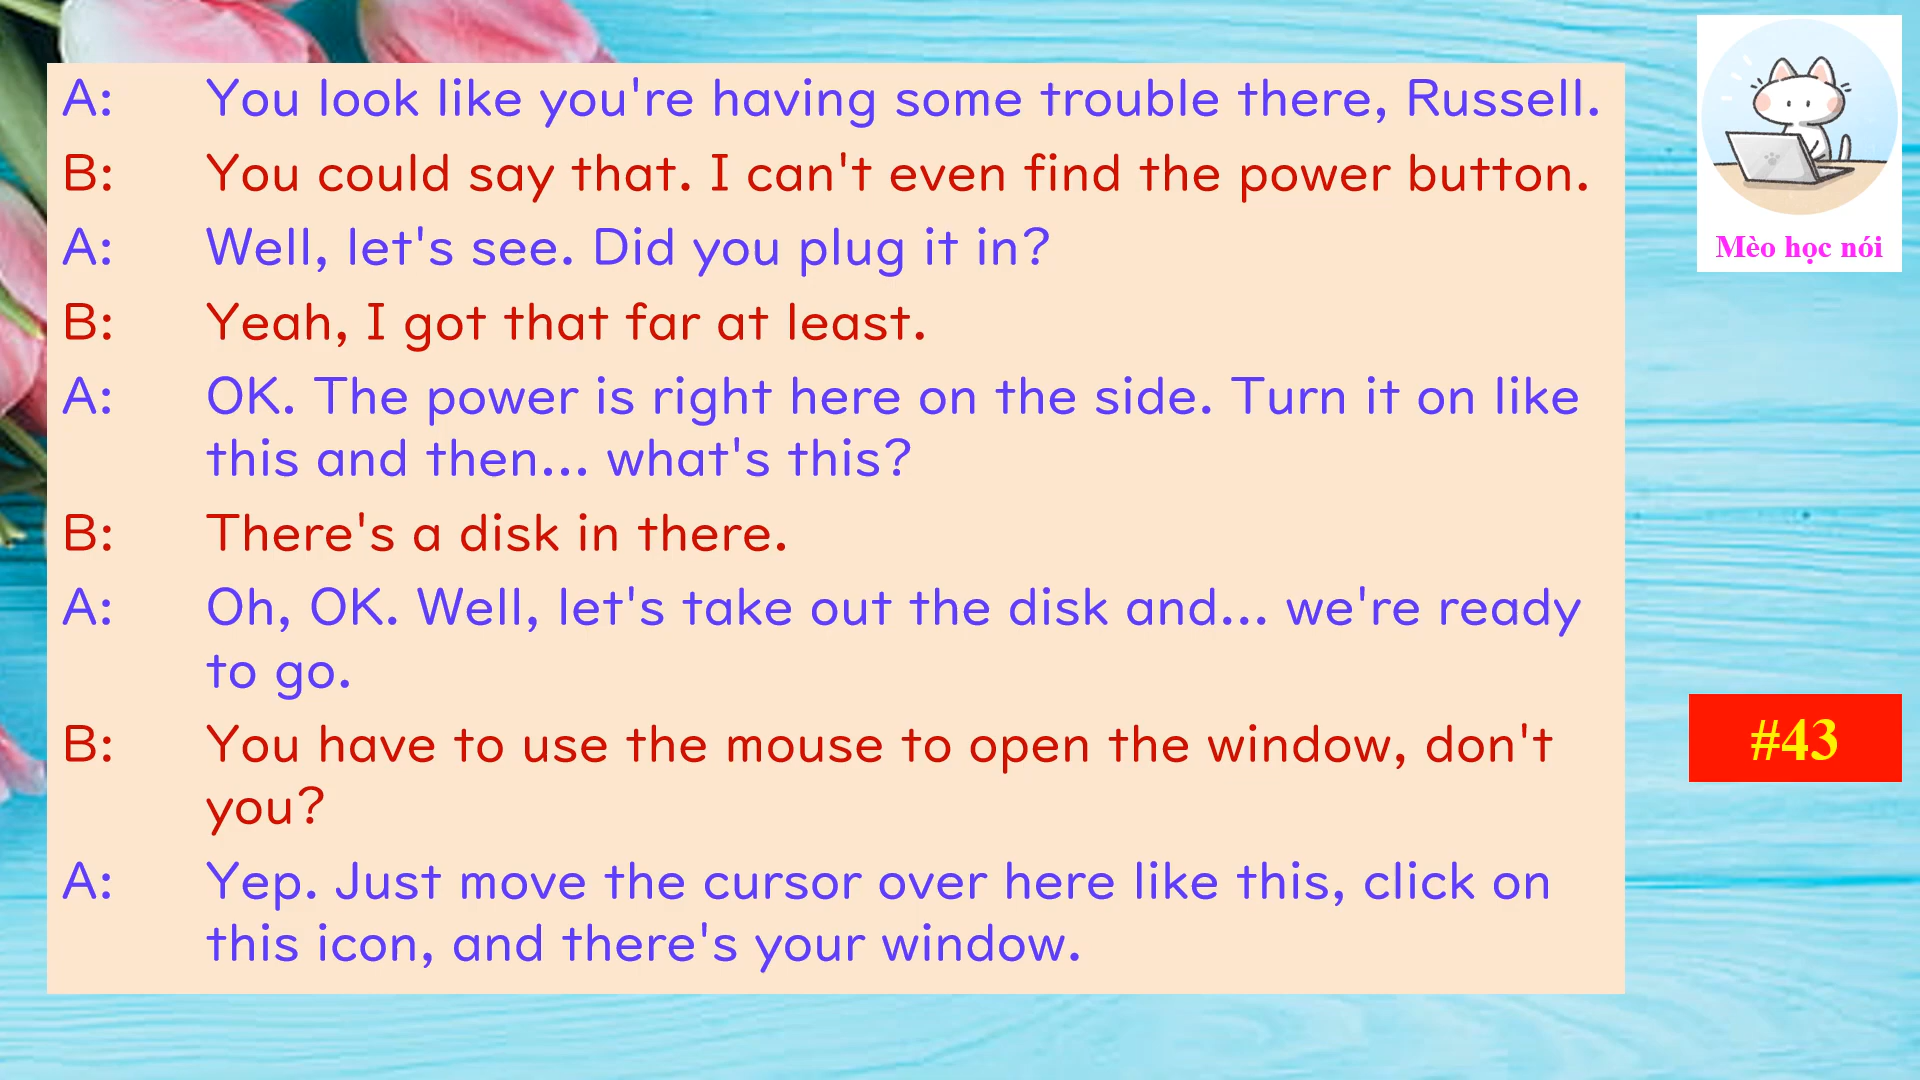 A: You look like you're having some trouble there, Russell.
B: You could say that. I can't even find the power button.
A: Well, let's see. Did you plug it in?
B: Yeah, I got that far at least.
A: OK. The power is right here on the side. Turn it on like
this and then... what's this?
B: There's a disk in there.
A: Oh, OK. Well, let's take out the disk and... we're ready
to go.
B: You have to use the mouse to open the window, don't
you?
A: Yep. Just move the cursor over here like this, click on
this icon, and there's your window.
Mèo học nói
#43